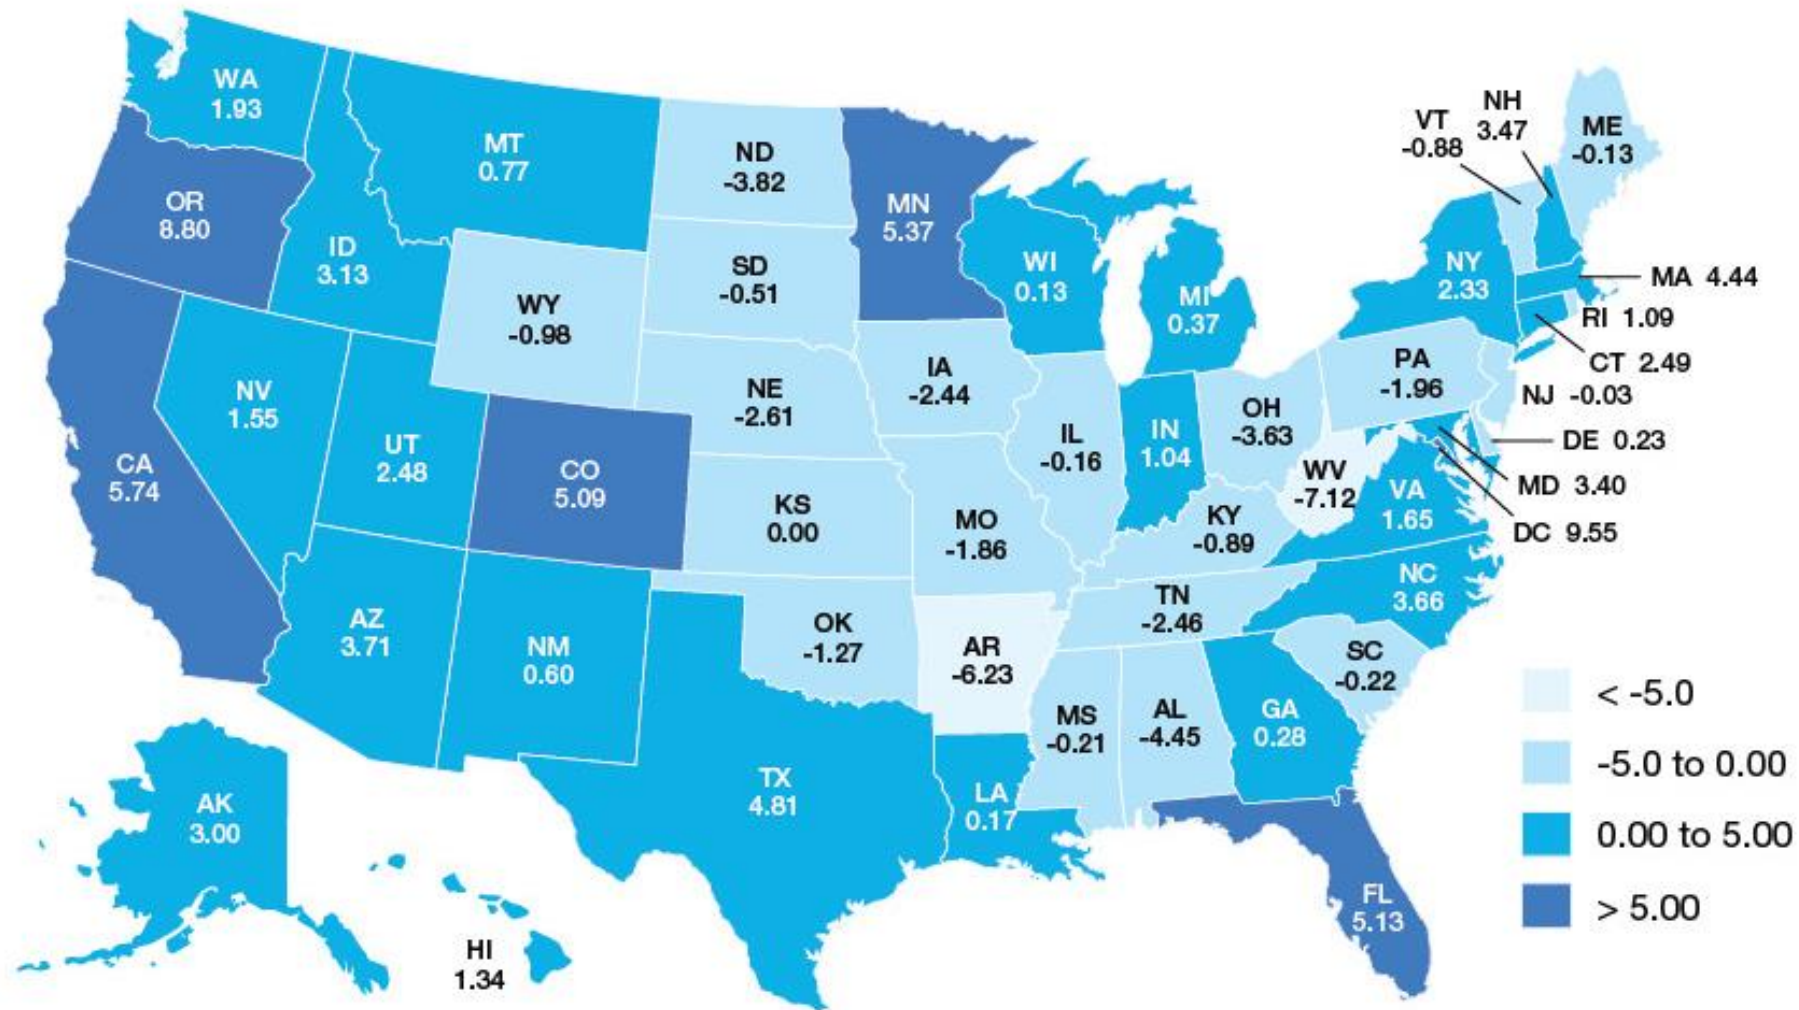 WA
1.93
OR
8.80
CA
5.74
NV
1.55
ID
3.13
MT
0.77
WY
-0.98
UT
2.48
CO
5.09
AZ
3.71
NM
0.60
ND
-3.82
SD
-0.51
NE
-2.61
KS
0.00
OK
-1.27
TX
4.81
MN
5.37
IA
-2.44
MO
-1.86
AR
-6.23
LA
0.17
WI
0.13
IL
-0.16
MI
0.37
IN
1.04
OH
-3.63
KY
-0.89
TN
-2.46
MS
-0.21
AL
-4.45
GA
0.28
FL
5.13
SC
-0.22
NC
3.66
VA
1.65
WV
-7.12
PA
-1.96
NY
2.33
VT
-0.88
NH
3.47
ME
-0.13
MA 4.44
RI 1.09
CT 2.49
NJ -0.03
DE 0.23
MD 3.40
DC 9.55
AK
3.00
HI
1.34
< -5.0
-5.0 to 0.00
0.00 to 5.00
> 5.00